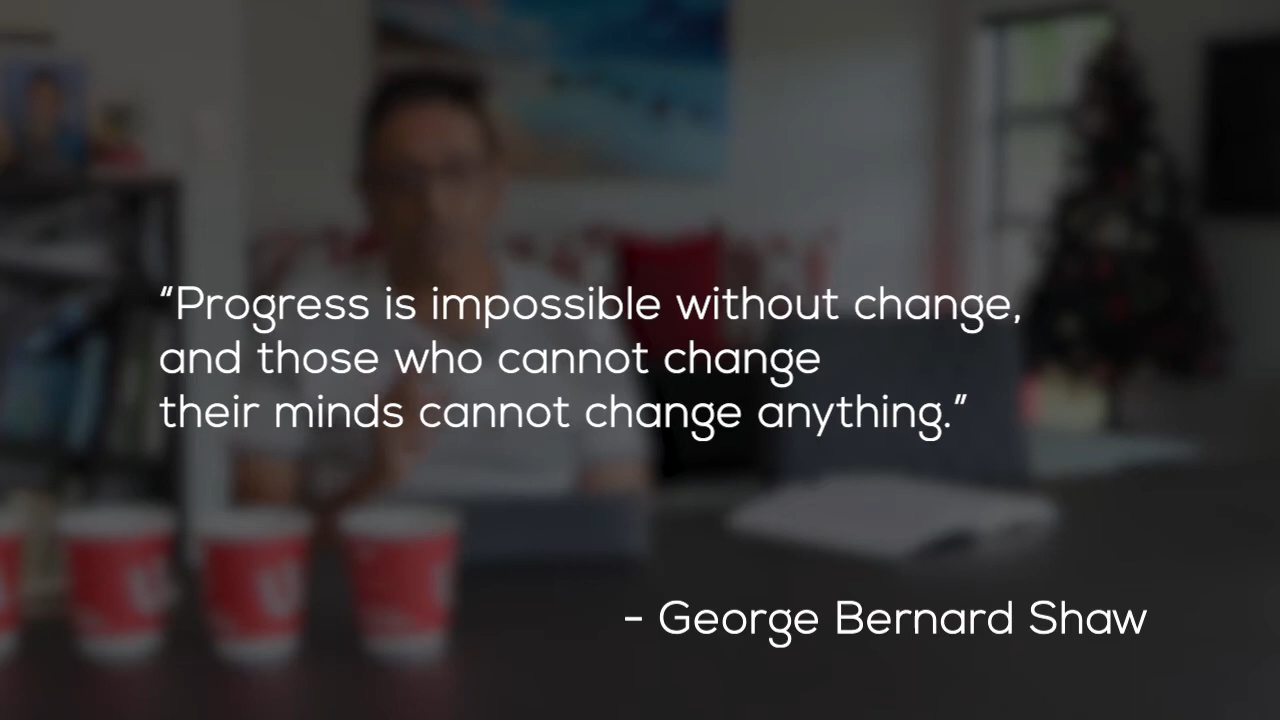 “Progress is impossible without change,
and those who cannot change
their minds cannot change anything.”
- George Bernard Shaw